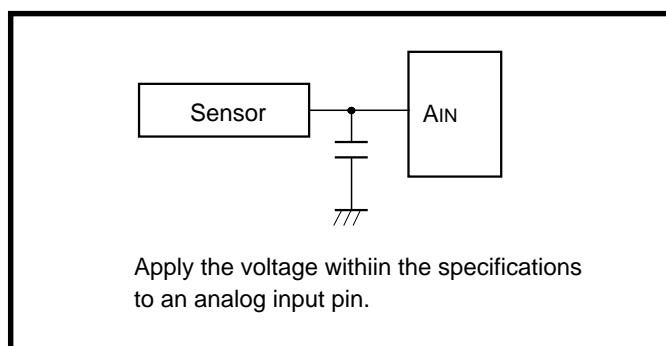 Sensor
AIN
Apply the voltage withiin the specifications
to an analog input pin.